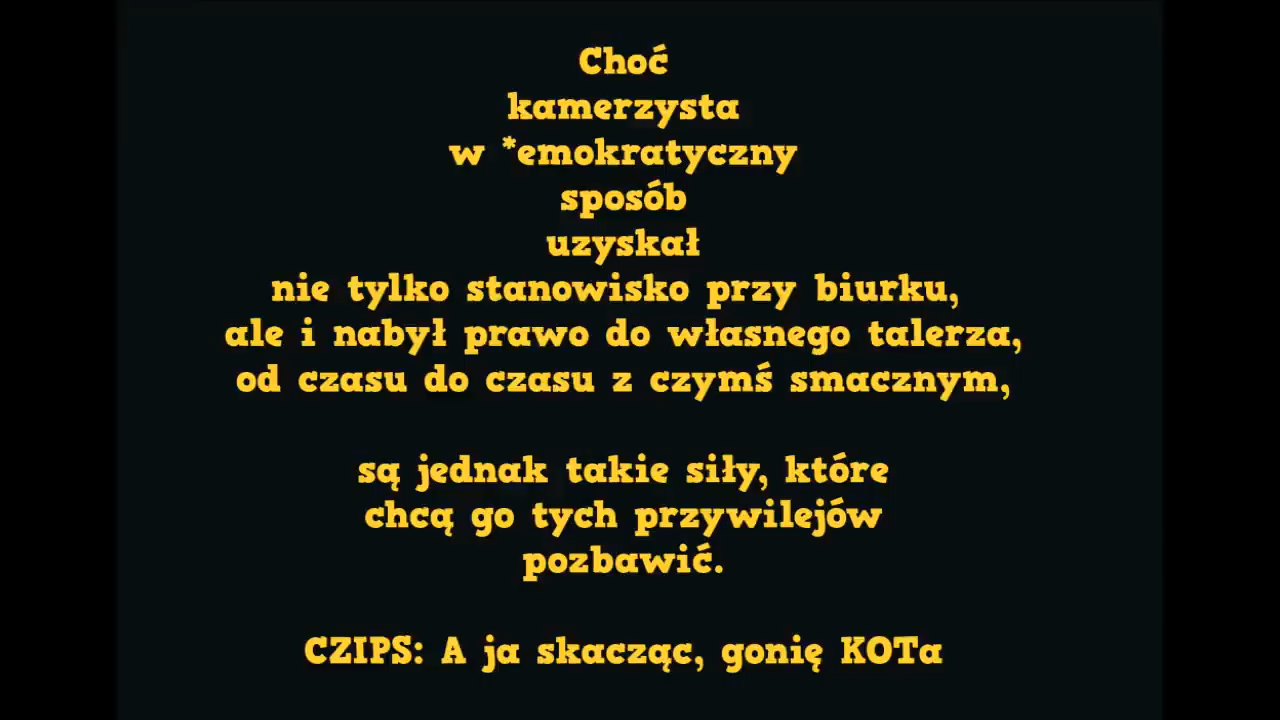 Choć
kamerzysta
w *emokratyczny
sposób
uzyskał
nie tylko stanowisko przy biurku,
ale i nabył prawo do własnego talerza,
od czasu do czasu z czymś smacznym,
są jednak takie siły, które
chcą go tych przywilejów
pozbawić.
CZIPS: A ja skacząc, gonię KOTa